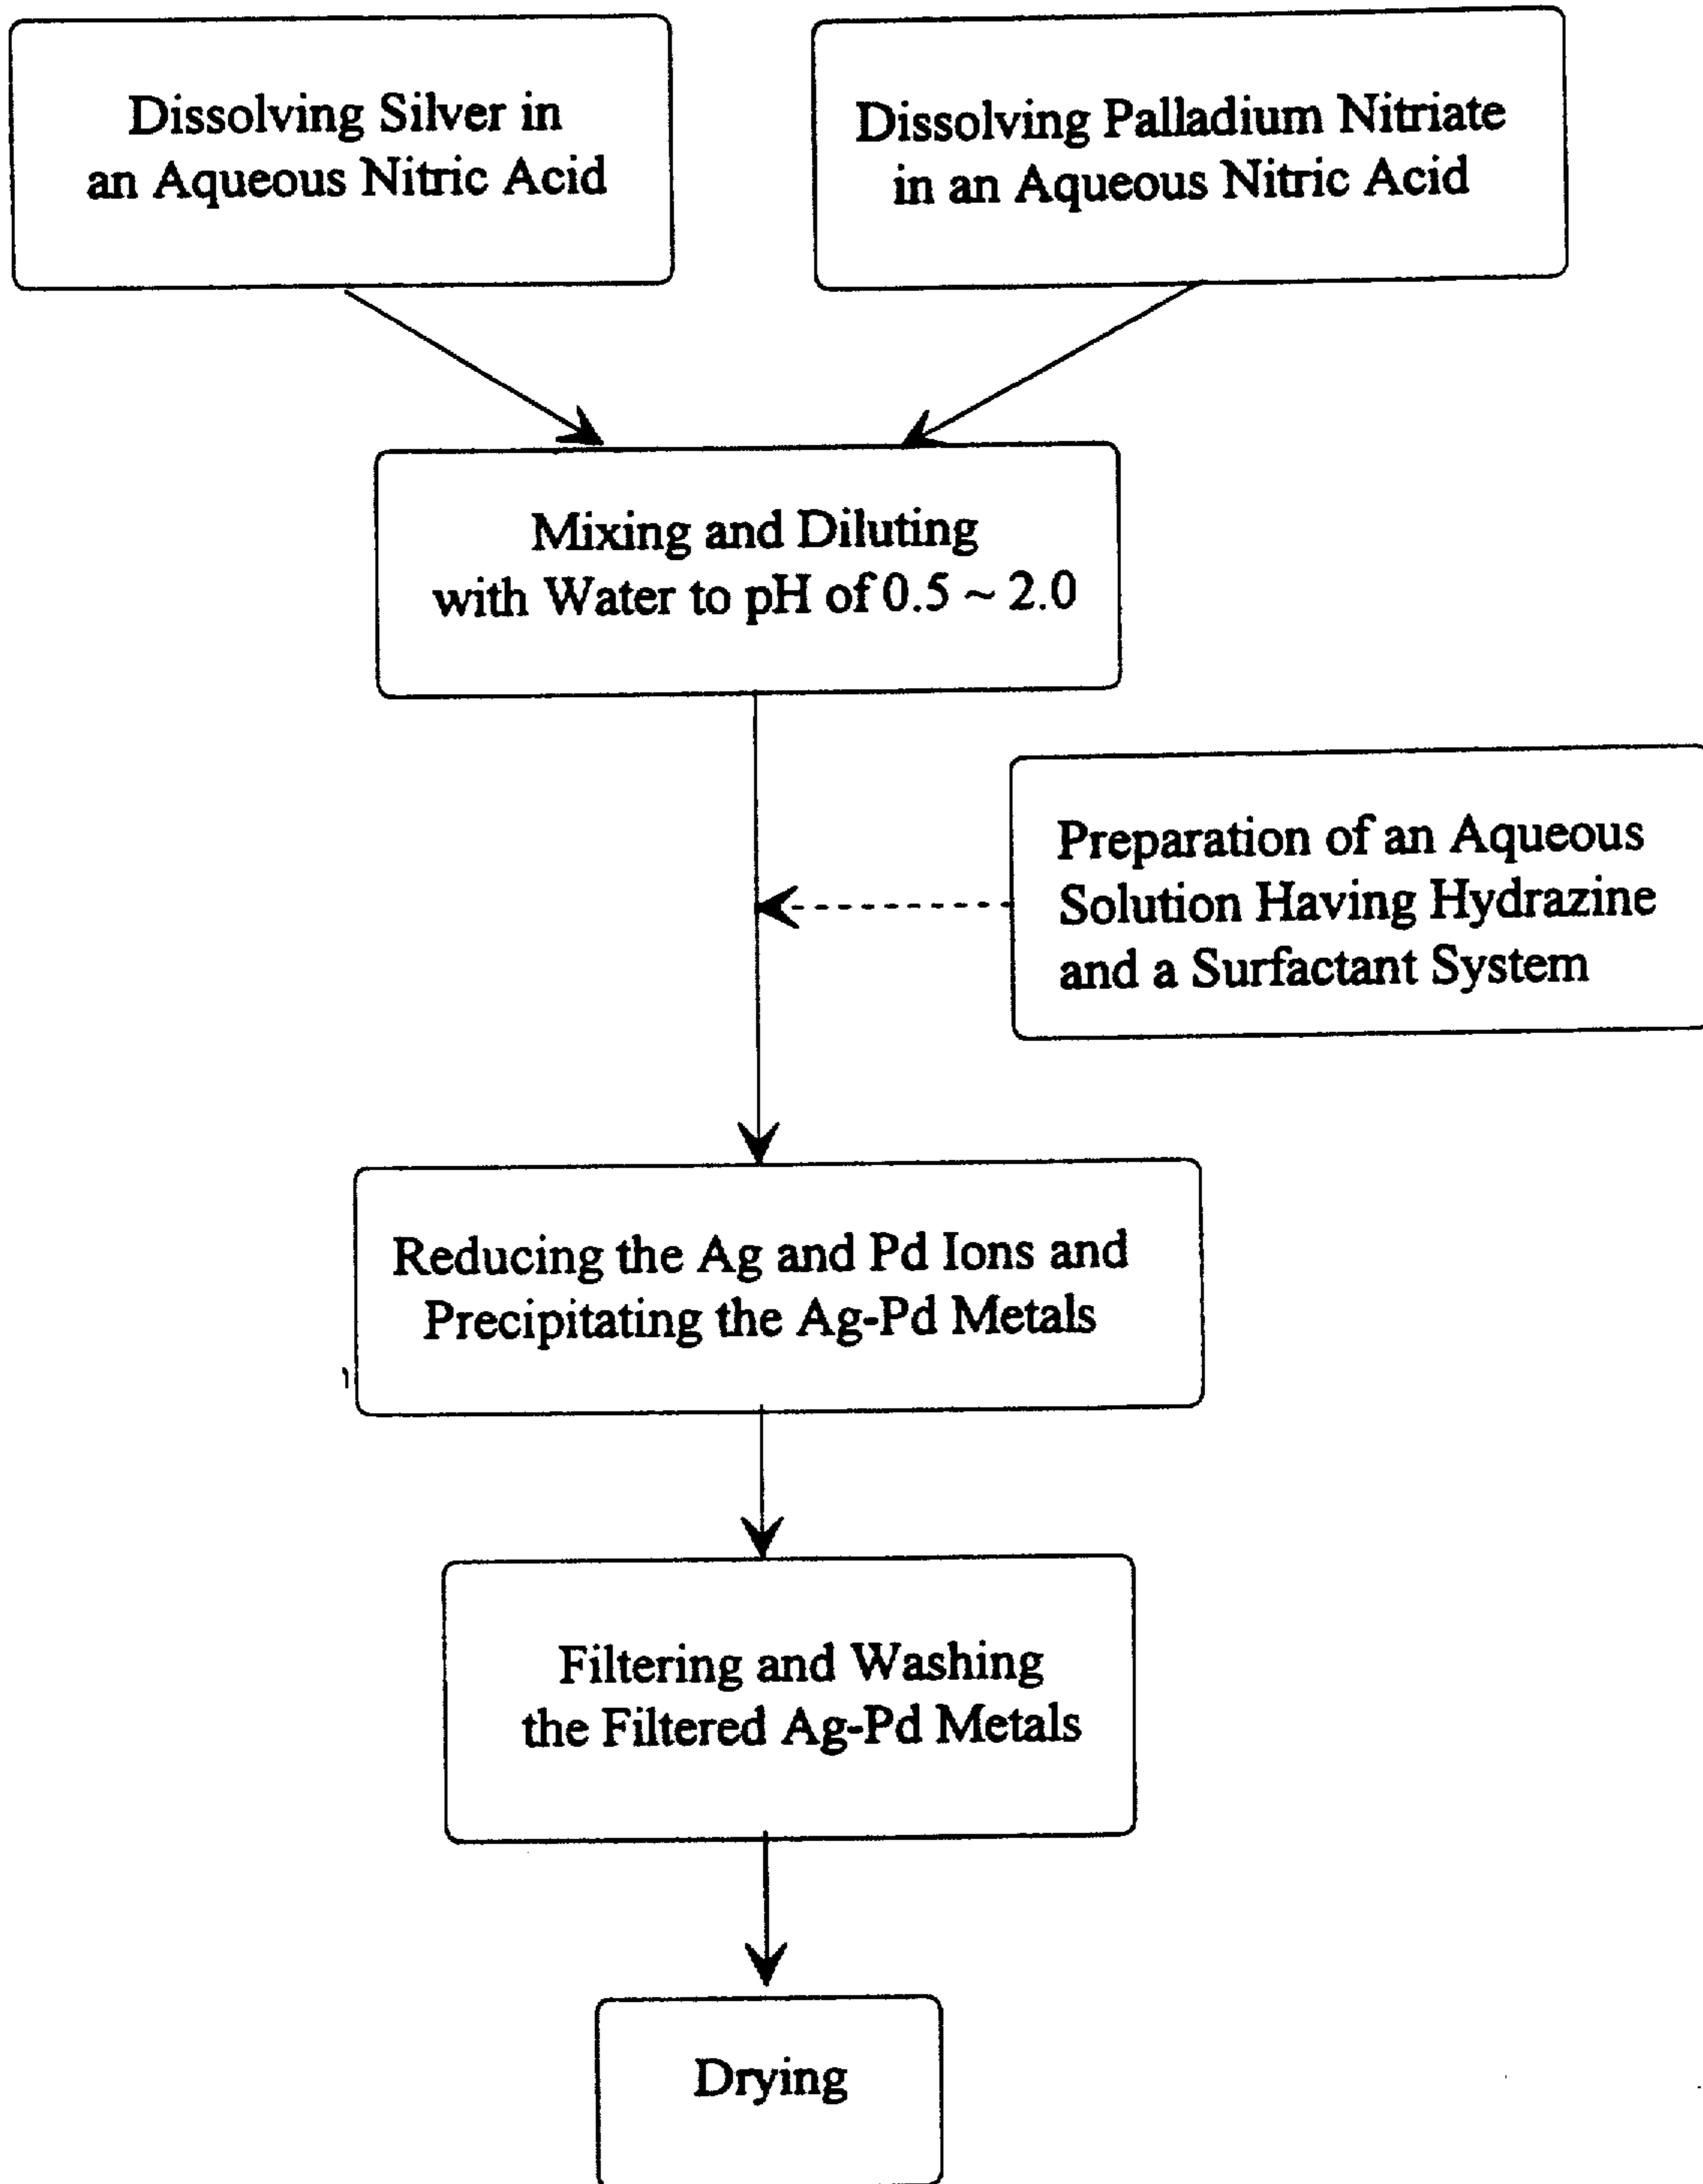 Dissolving Silver in
an Aqueous Nitric Acid
Dissolving Palladium Nitriate
in an Aqueous Nitric Acid
Mixing and Diluting
with Water to pH of 0.5 ~ 2.0
Preparation of an Aqueous
Solution Having Hydrazine
and a Surfactant System
Reducing the Ag and Pd Ions and
Precipitating the Ag-Pd Metals
Filtering and Washing
the Filtered Ag-Pd Metals
Drying